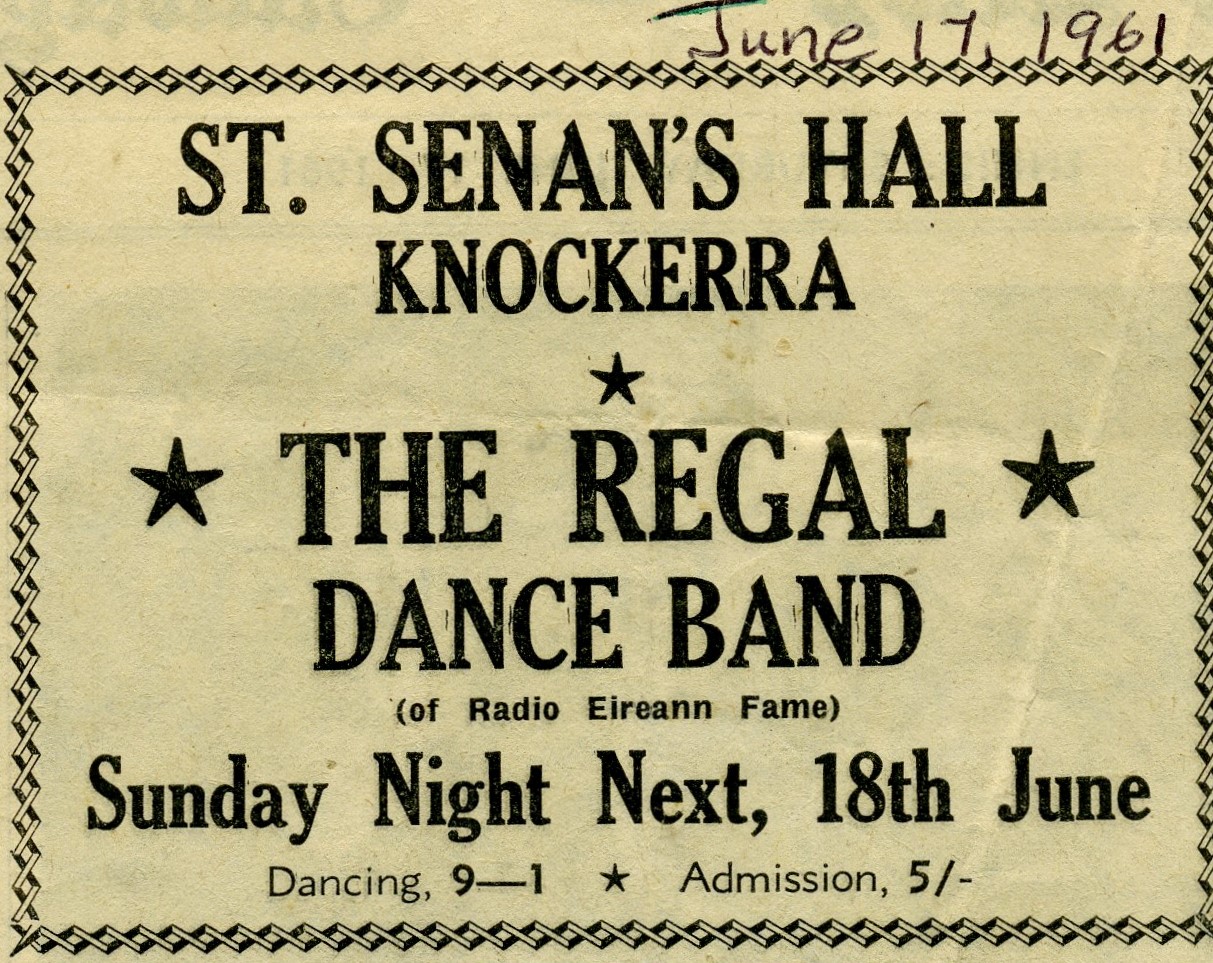 June 17, 1961
ST. SENAN'S HALL
KNOCKERRA
THE REGAL
DANCE BAND
(of Radio Eireann Fame)
Sunday Night Next, 18th June
Dancing, 9—1 ★ Admission, 5/-